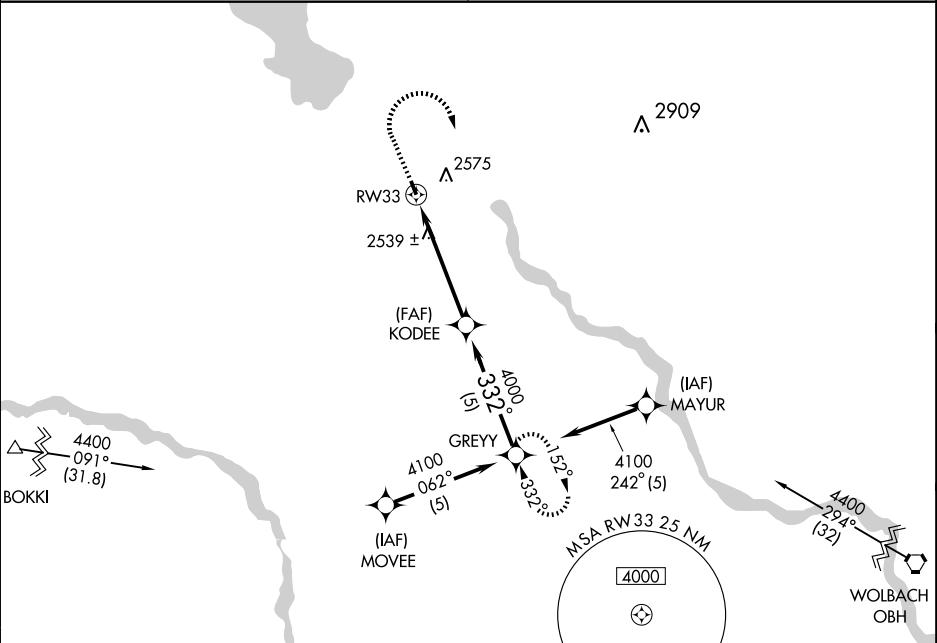 2909
2575
RW33
2539 ±
(FAF)
KODEE
4000
332°
(5)
(IAF)
MAYUR
GREYY
4100
242° (5)
152°
332°
4100
062°
(5)
(IAF)
MOVEE
4400
091°
(31.8)
BOKKI
4400
294°
(32)
WOLBACH
OBH
MSA RW33 25 NM
4000